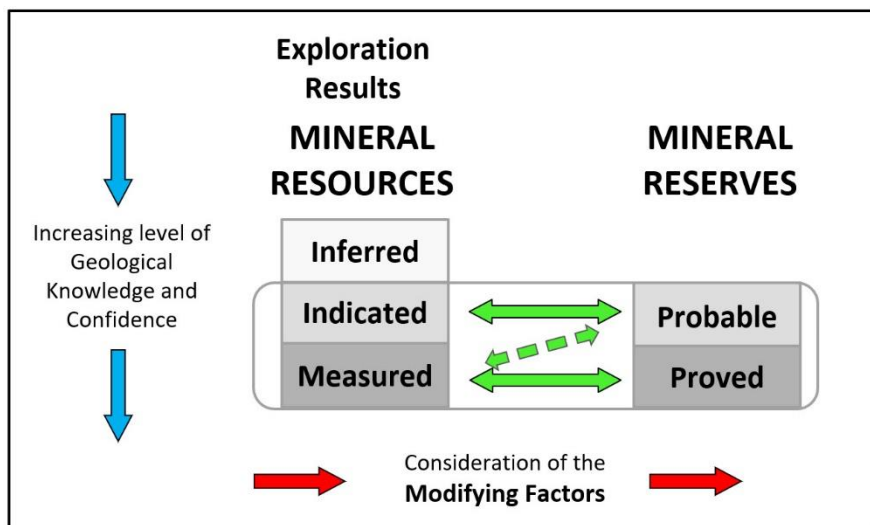 Exploration
Results
MINERAL
RESOURCES
MINERAL
RESERVES
Increasing level of
Geological
Knowledge and
Confidence
Inferred
Indicated
Measured
Probable
Proved
Consideration of the
Modifying Factors